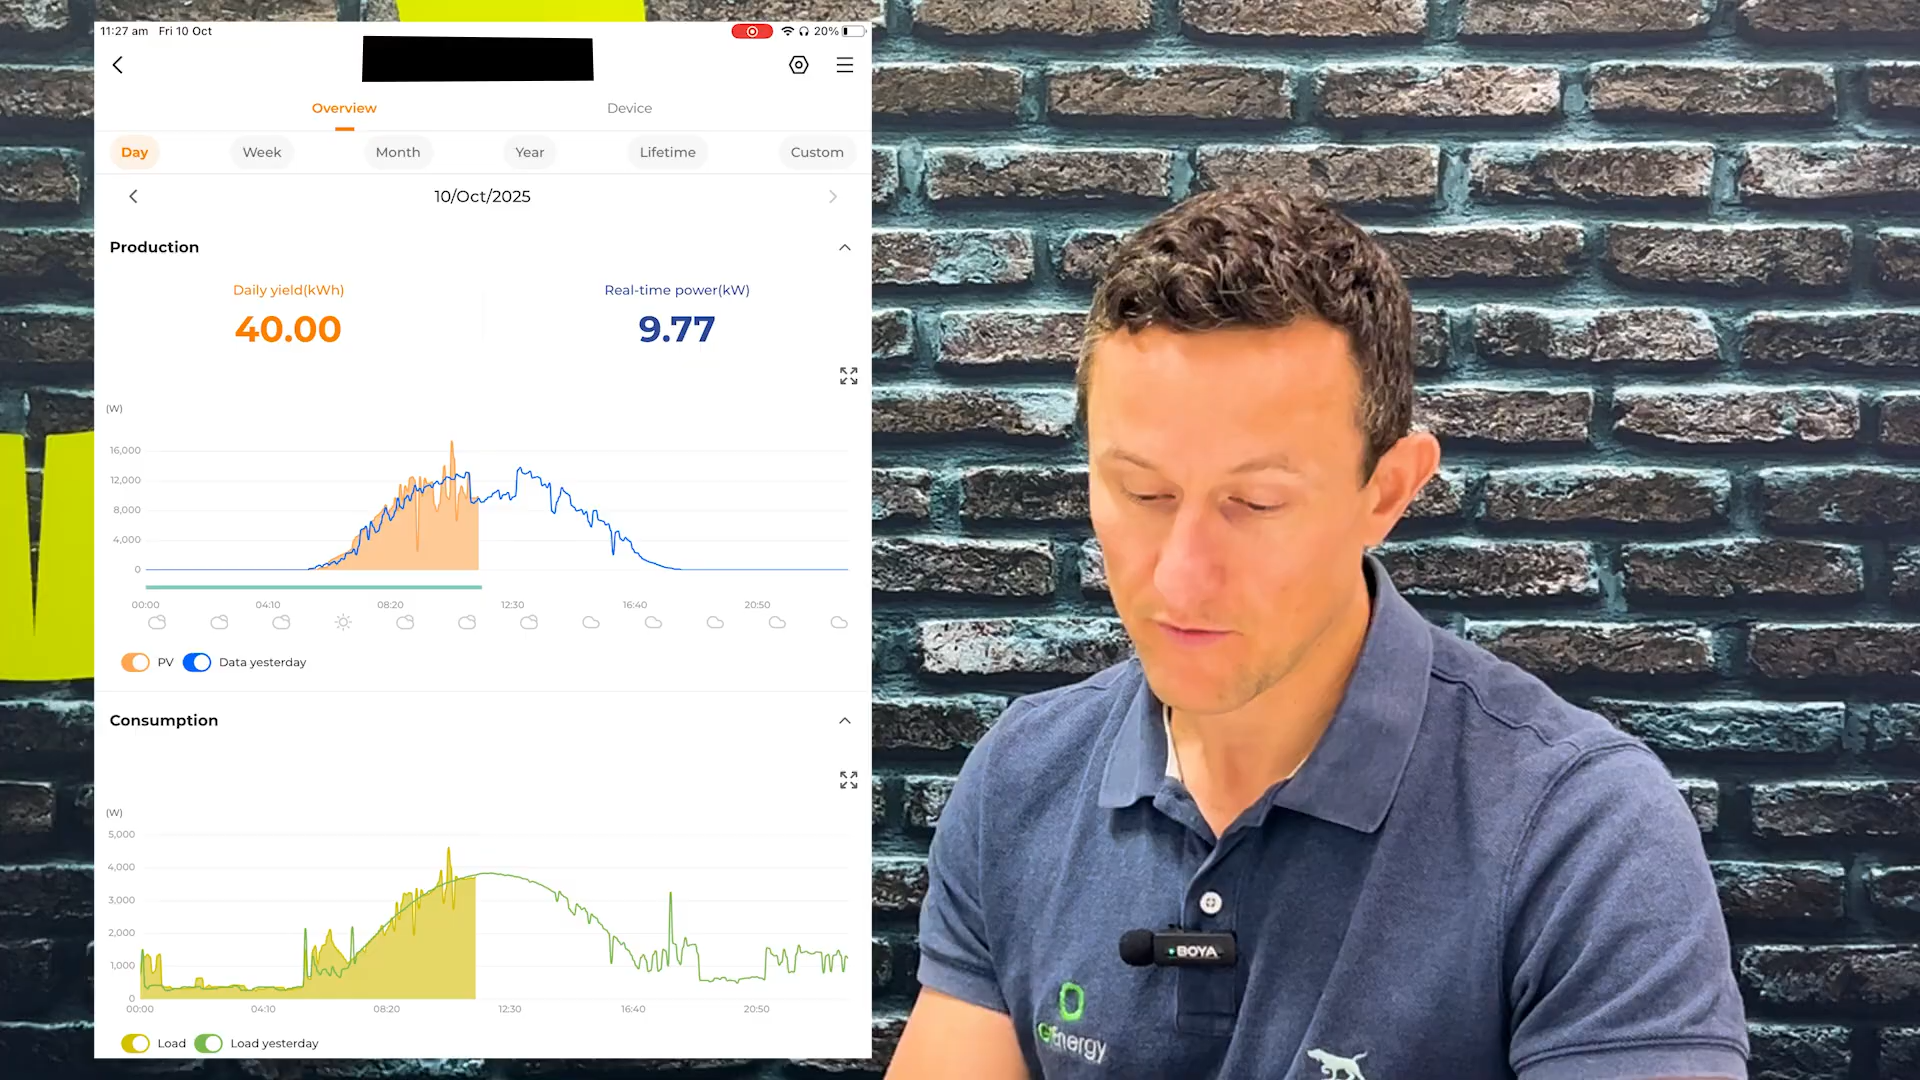 11:27 am Fri 10 Oct
20%
Overview Device
Day Week Month Year Lifetime Custom
10/Oct/2025
Production
Daily yield(kWh) Real-time power(kW)
40.00 9.77
(W)
16,000
12,000
8,000
4,000
0
00:00 04:10 08:20 12:30 16:40 20:50
PV Data yesterday
Consumption
(W)
5,000
4,000
3,000
2,000
1,000
0
00:00 04:10 08:20 12:30 16:40 20:50
Load Load yesterday
BOYA
Energy